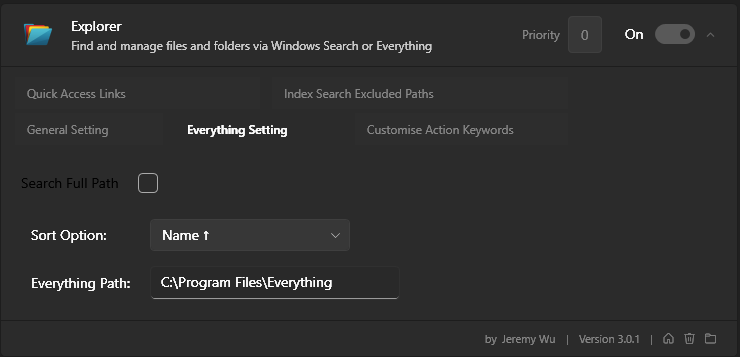 Explorer
Find and manage files and folders via Windows Search or Everything
Priority 0 On
Quick Access Links Index Search Excluded Paths
General Setting Everything Setting Customise Action Keywords
Search Full Path
Sort Option: Name ↑
Everything Path: C:\Program Files\Everything
by Jeremy Wu | Version 3.0.1 |